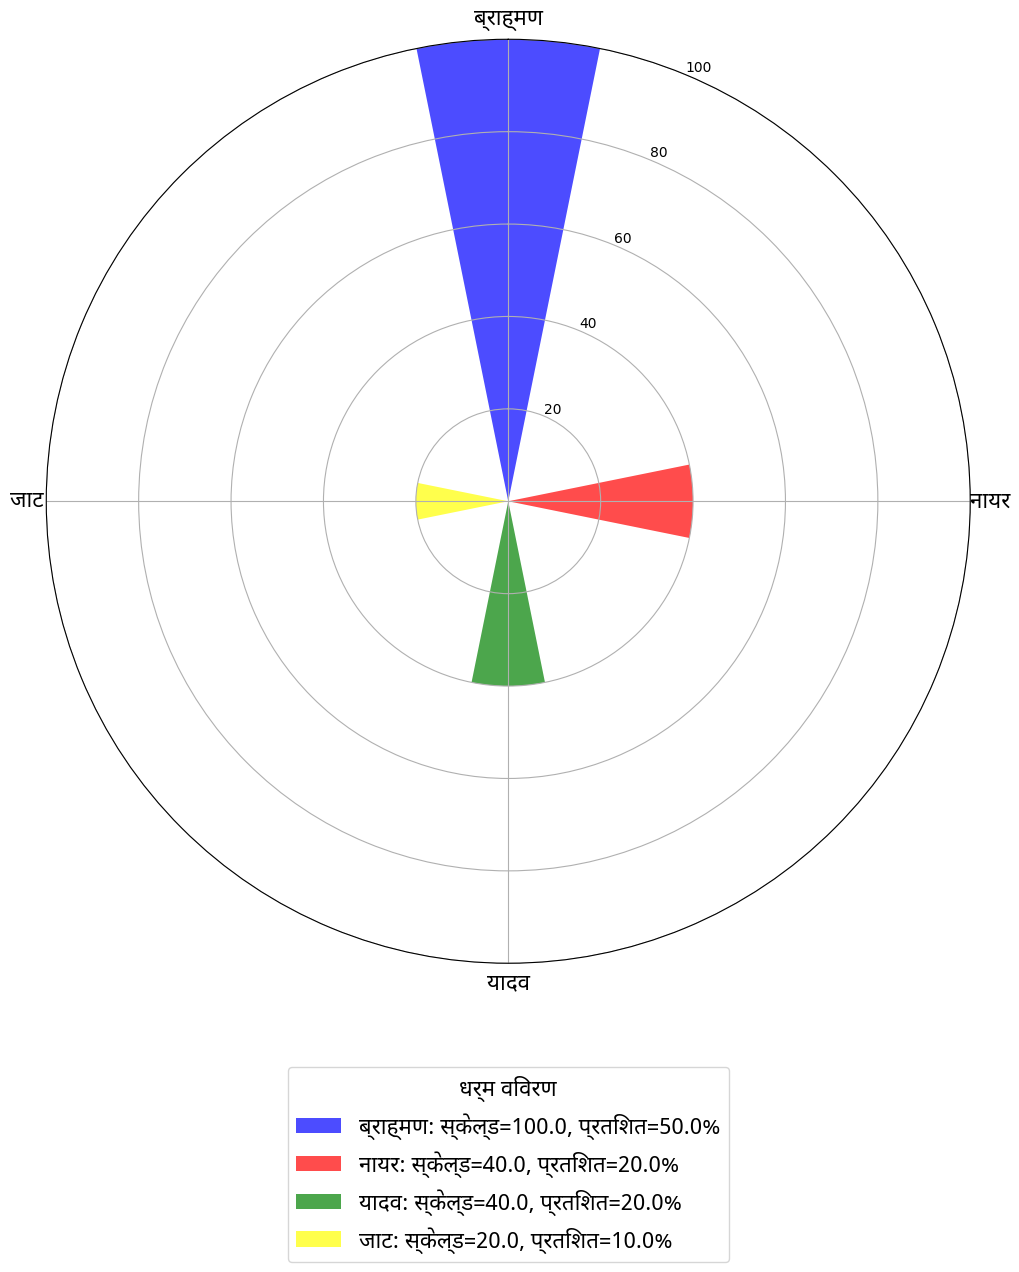 ब्राह्मण
100
80
60
40
20
जाट
नायर
यादव
धर्म विवरण
ब्राह्मण: स्केल्ड=100.0, प्रतिशत=50.0%
नायर: स्केल्ड=40.0, प्रतिशत=20.0%
यादव: स्केल्ड=40.0, प्रतिशत=20.0%
जाट: स्केल्ड=20.0, प्रतिशत=10.0%